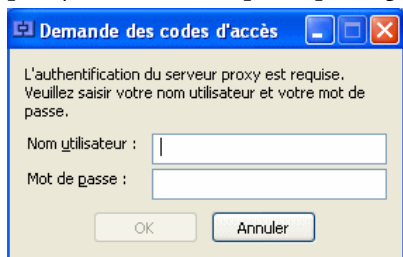 Demande des codes d'accès
L'authentification du serveur proxy est requise.
Veuillez saisir votre nom utilisateur et votre mot de
passe.
Nom utilisateur :
Mot de passe :
OK Annuler